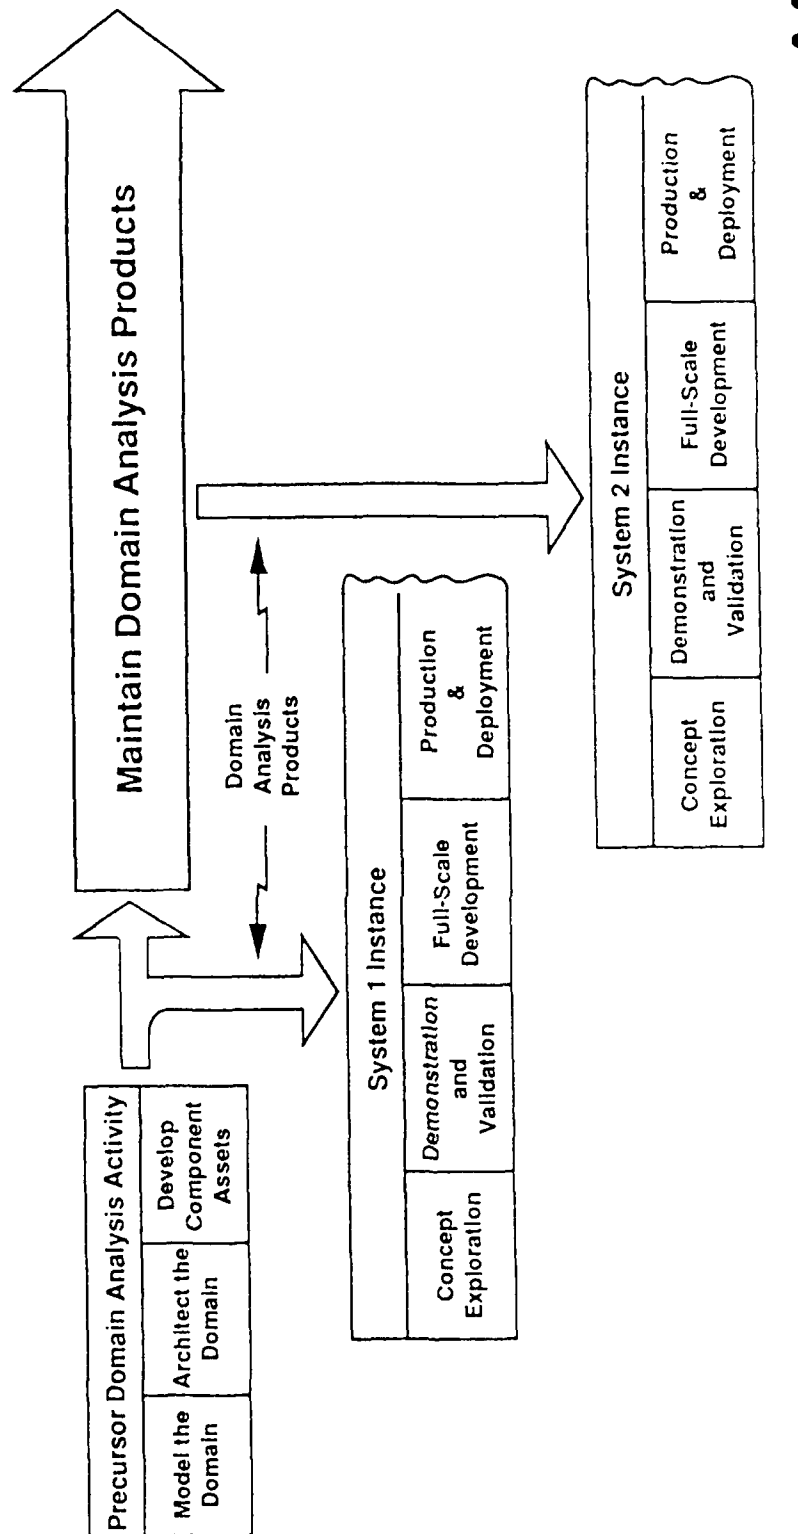 Maintain Domain Analysis Products
Precursor Domain Analysis Activity
Model the
Domain
Architect the
Domain
Develop
Component
Assets
Domain
Analysis
Products
System 1 Instance
Concept
Exploration
Demonstration
and
Validation
Full-Scale
Development
Production
&
Deployment
System 2 Instance
Concept
Exploration
Demonstration
and
Validation
Full-Scale
Development
Production
&
Deployment